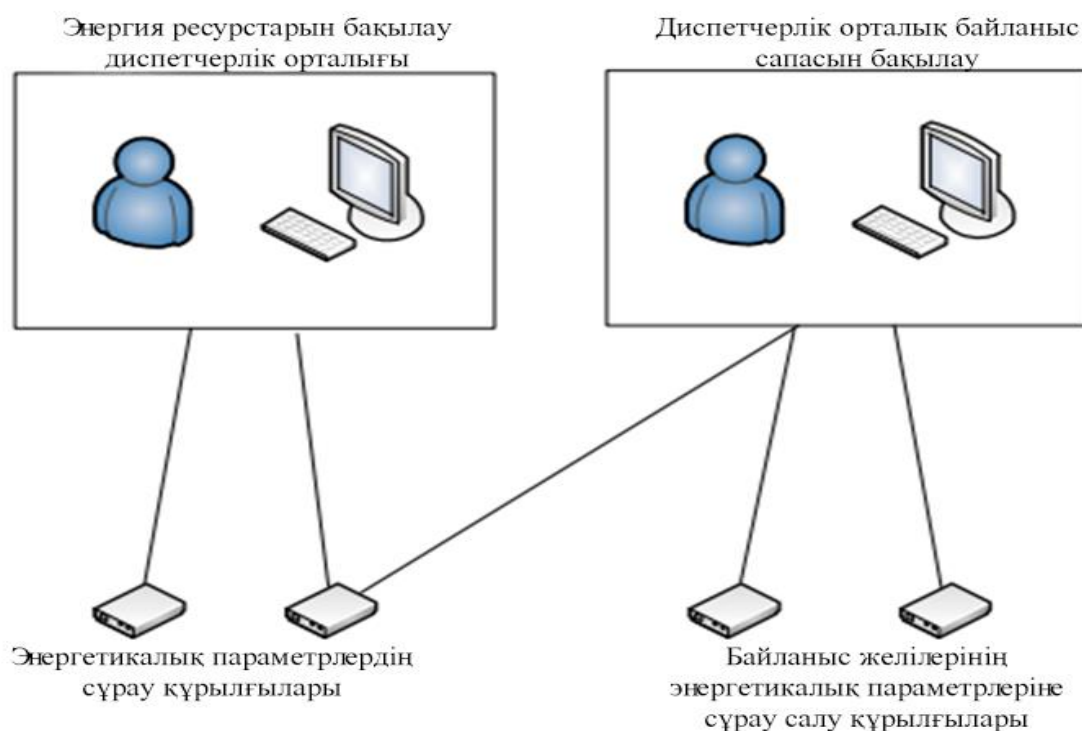 Энергия ресурстарын бақылау
диспетчерлік орталығы
Диспетчерлік орталық байланыс
сапасын бақылау
Энергетикалық параметрлердің
сұрау құрылғылары
Байланыс желілерінің
энергетикалық параметрлеріне
сұрау салу құрылғылары